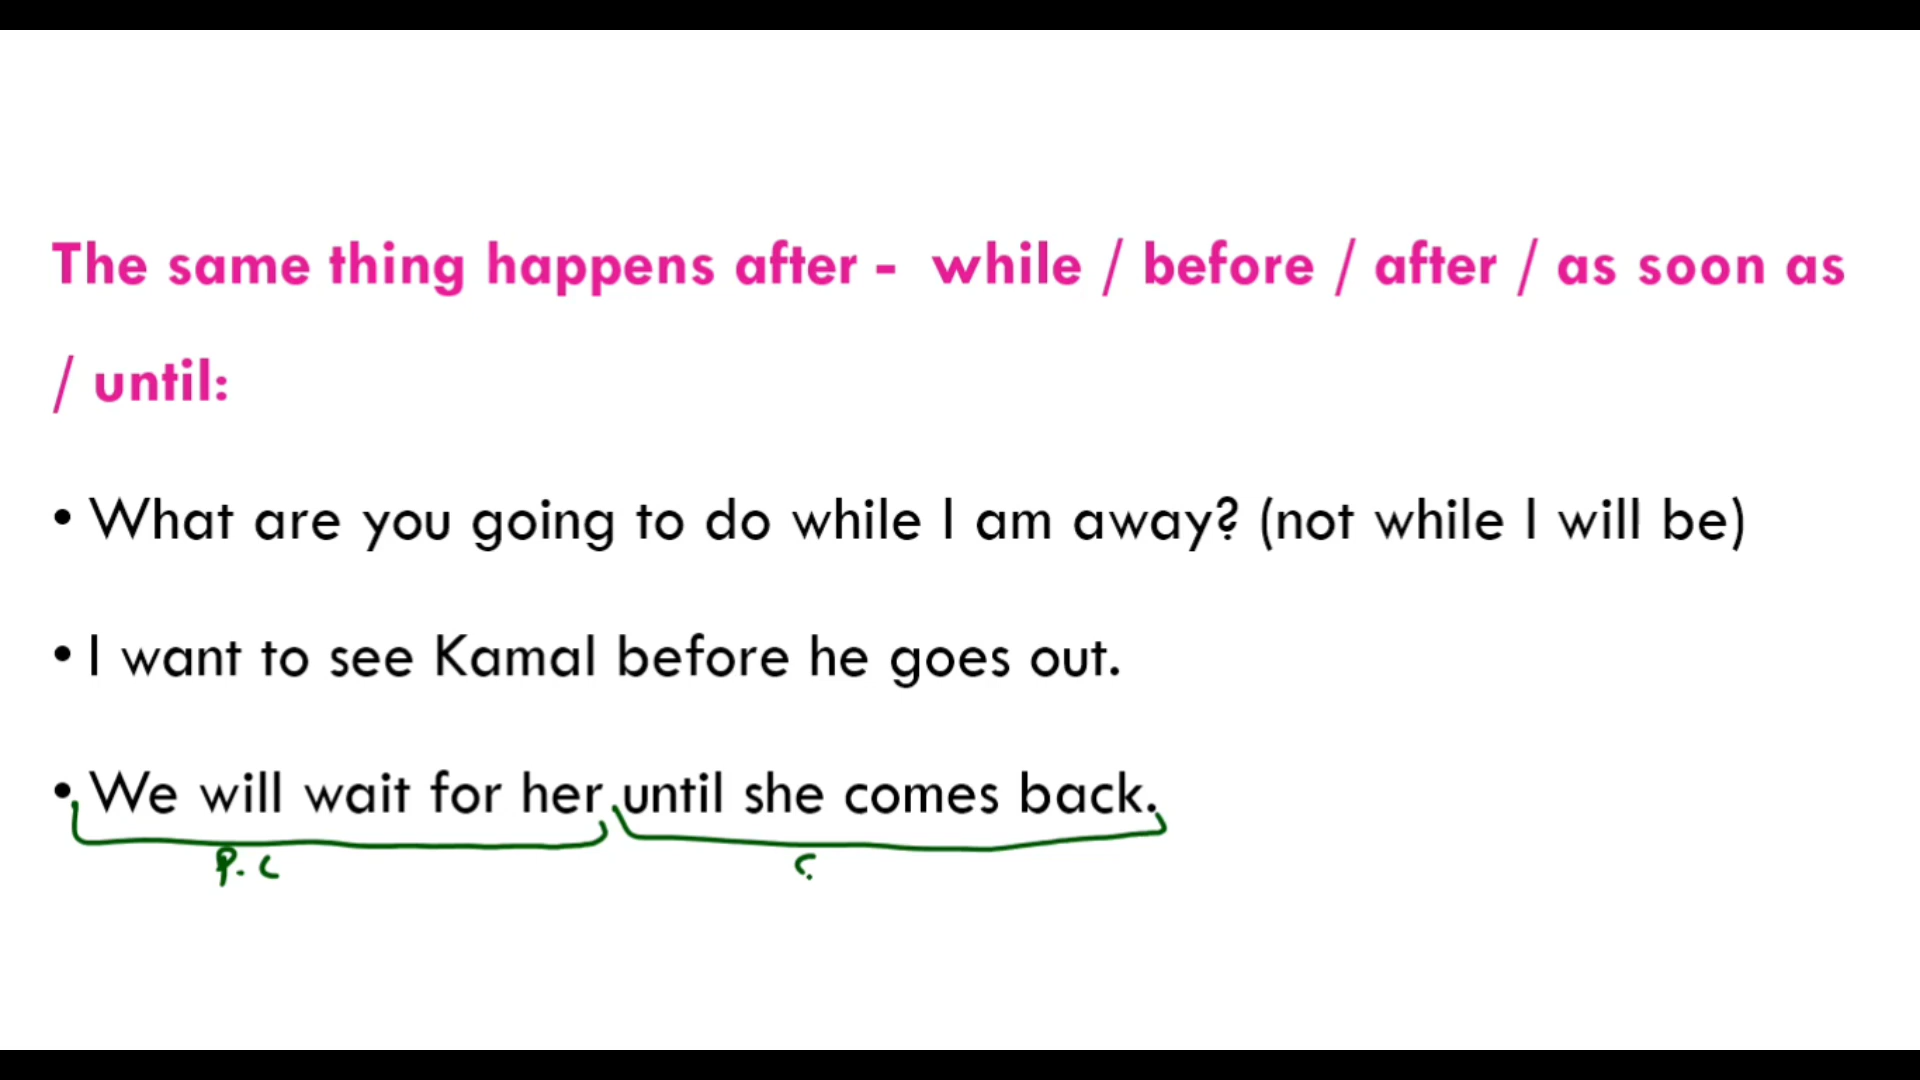 The same thing happens after - while / before / after / as soon as
/ until:
• What are you going to do while I am away? (not while I will be)
• I want to see Kamal before he goes out.
• We will wait for her until she comes back.
P. C